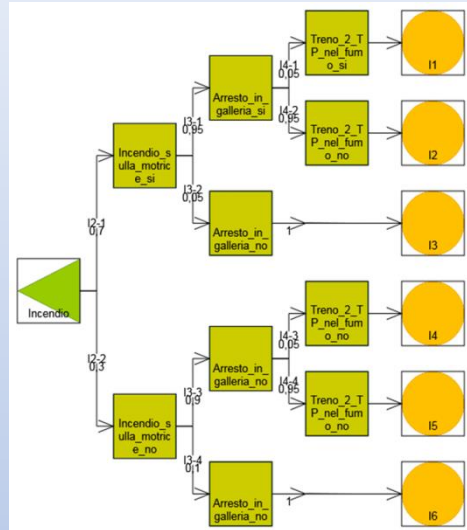 I4-1
0,05
Treno_2_T
P_nel_fum
o_si
I1
I3-1
0,95
Arresto_in_
galleria_si
I4-2
0,95
Treno_2_T
P_nel_fum
o_no
I2
Incendio_s
ulla_motric
e_si
I3-2
0,05
Arresto_in_
galleria_no
1
I3
I2-1
0,7
Incendio
I2-2
0,3
I4-3
0,05
Treno_2_T
P_nel_fum
o_no
I4
I3-3
0,9
Arresto_in_
galleria_no
I4-4
0,95
Treno_2_T
P_nel_fum
o_no
I5
Incendio_s
ulla_motric
e_no
I3-4
0,1
Arresto_in_
galleria_no
1
I6